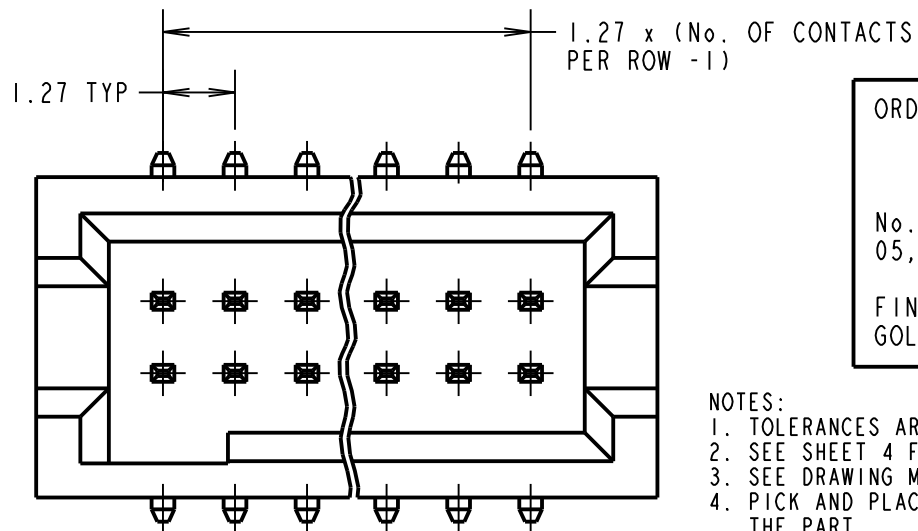 1.27 x (No. OF CONTACTS
PER ROW -1)
1.27 TYP
ORD
No.
05,
FIN
GOL
NOTES:
1. TOLERANCES AR
2. SEE SHEET 4 F
3. SEE DRAWING M
4. PICK AND PLAC
THE PART